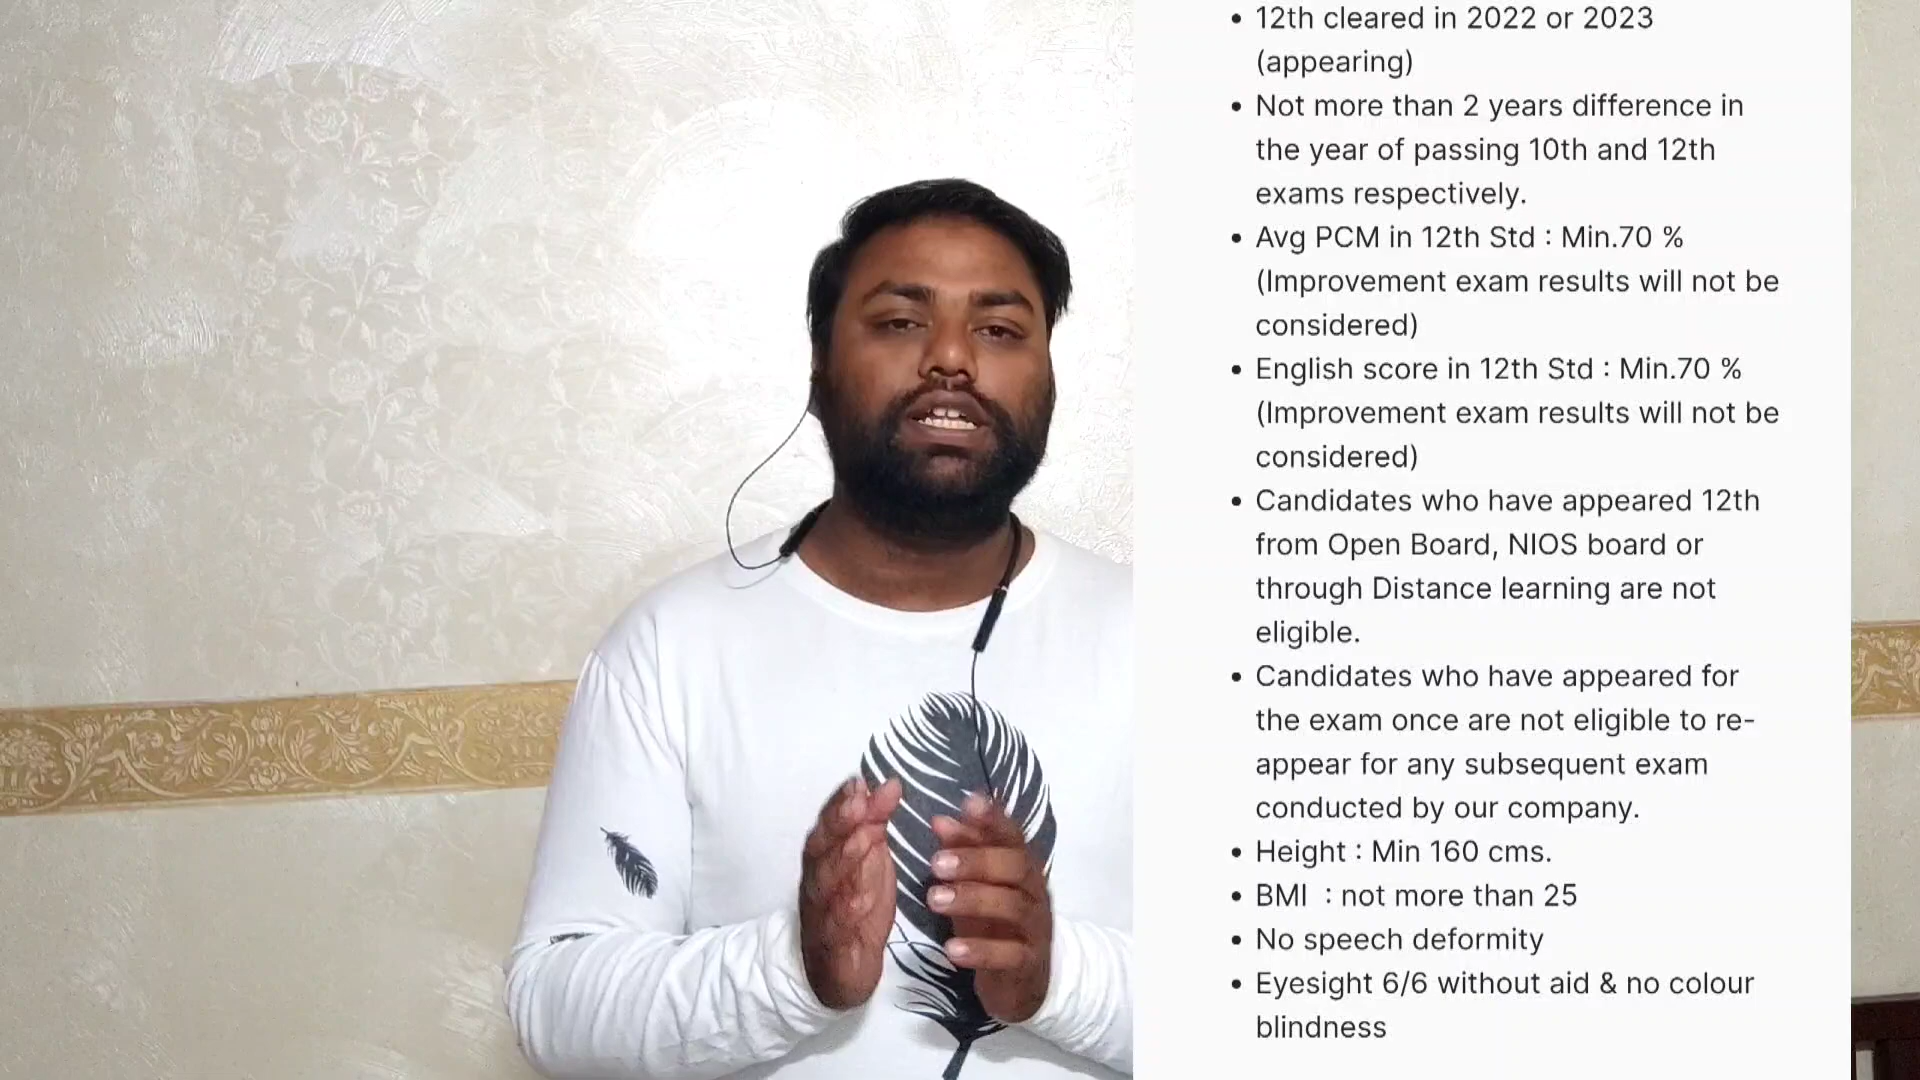 • 12th cleared in 2022 or 2023
(appearing)
• Not more than 2 years difference in
the year of passing 10th and 12th
exams respectively.
• Avg PCM in 12th Std : Min.70 %
(Improvement exam results will not be
considered)
• English score in 12th Std : Min.70 %
(Improvement exam results will not be
considered)
• Candidates who have appeared 12th
from Open Board, NIOS board or
through Distance learning are not
eligible.
• Candidates who have appeared for
the exam once are not eligible to re-
appear for any subsequent exam
conducted by our company.
• Height : Min 160 cms.
• BMI  : not more than 25
• No speech deformity
• Eyesight 6/6 without aid & no colour
blindness